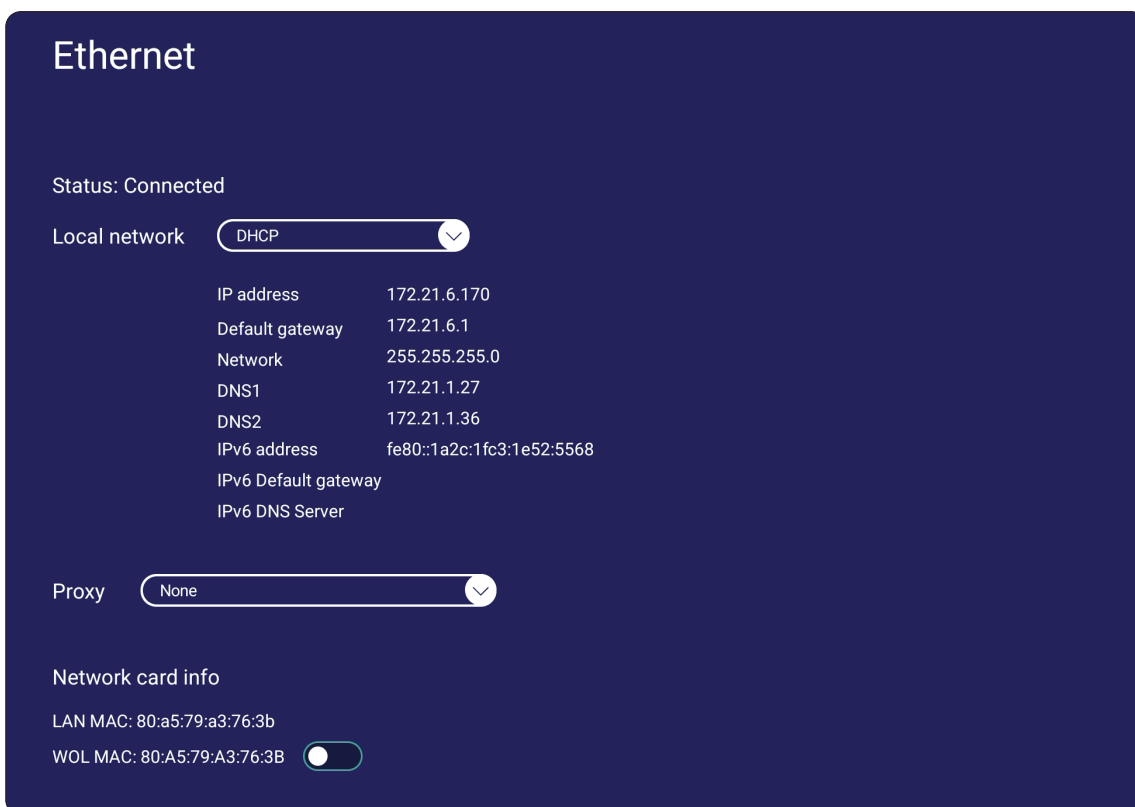 Ethernet
Status: Connected
Local network DHCP
IP address 172.21.6.170
Default gateway 172.21.6.1
Network 255.255.255.0
DNS1 172.21.1.27
DNS2 172.21.1.36
IPv6 address fe80::1a2c:1fc3:1e52:5568
IPv6 Default gateway
IPv6 DNS Server
Proxy None
Network card info
LAN MAC: 80:a5:79:a3:76:3b
WOL MAC: 80:A5:79:A3:76:3B